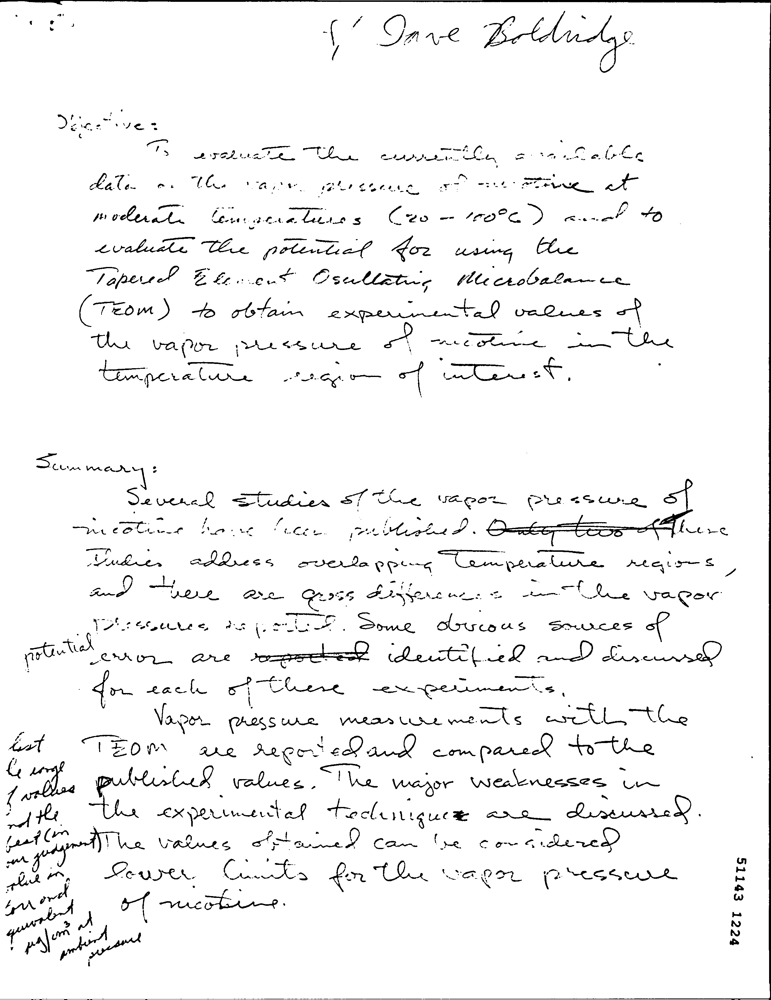 Dave Boldridge
Objective:
To evaluate the currently available
data on the vapor pressure of nicotine at
moderate temperatures (20 - 100°C) and to
evaluate the potential for using the
Tapered Element Oscillating Microbalance
(TEOM) to obtain experimental values of
the vapor pressure of nicotine in the
temperature region of interest.
Summary:
Several studies of the vapor pressure of
nicotine have been published. Only two of These
studies address overlapping temperature regions,
and there are gross differences in the vapor
pressures reported. Some obvious sources of
potential error are reported identified and discussed
for each of these experiments.
Vapor pressure measurements with the
TEOM are reported and compared to the
published values. The major weaknesses in
the experimental technique are discussed.
The values obtained can be considered
lower limits for the vapor pressure
of nicotine.
list
range
values
and the
best (in
our judgement)
value in
torr and
equivalent
µg/cm³ at
ambient
pressure
51143 1224